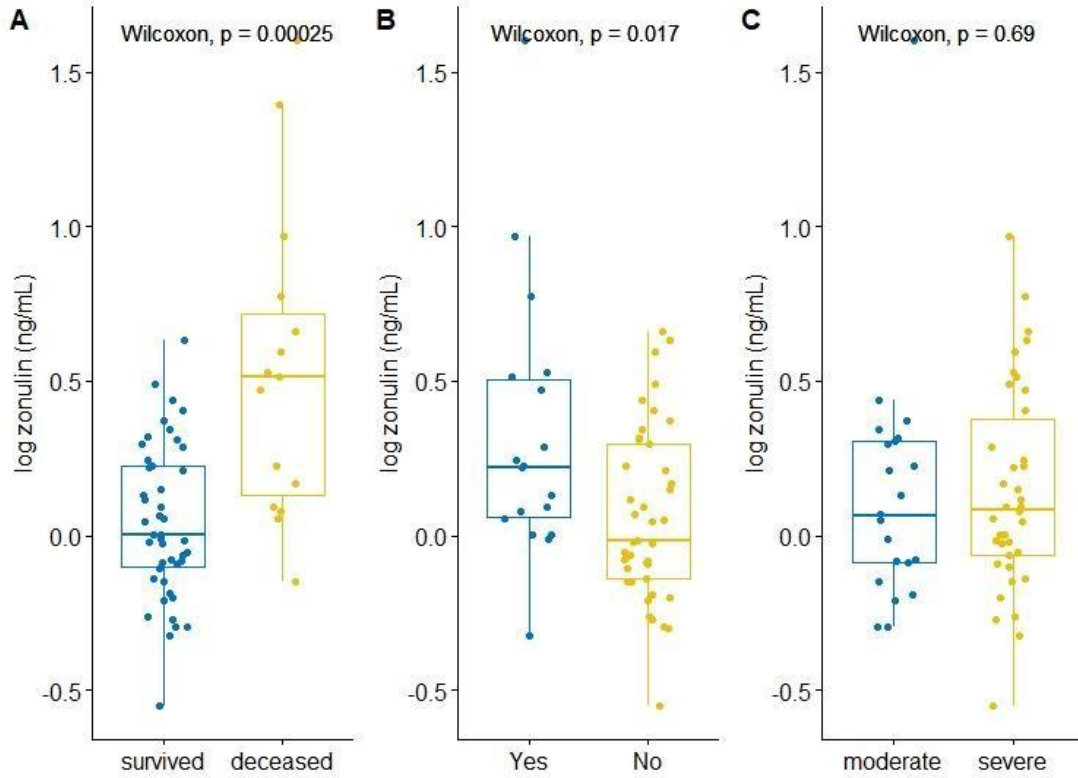 A
Wilcoxon, p = 0.00025
1.5
1.0
0.5
0.0
-0.5
log zonulin (ng/mL)
survived deceased
B
Wilcoxon, p = 0.017
1.5
1.0
0.5
0.0
-0.5
log zonulin (ng/mL)
Yes No
C
Wilcoxon, p = 0.69
1.5
1.0
0.5
0.0
-0.5
log zonulin (ng/mL)
moderate severe